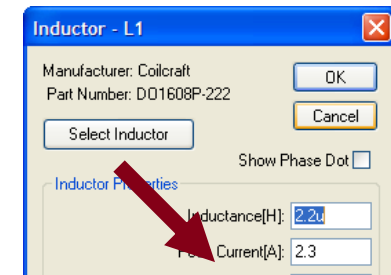 Inductor - L1
Manufacturer: Coilcraft
Part Number: DO1608P-222
OK
Cancel
Select Inductor
Show Phase Dot
Inductor Properties
Inductance[H]: 2.2u
Current[A]: 2.3